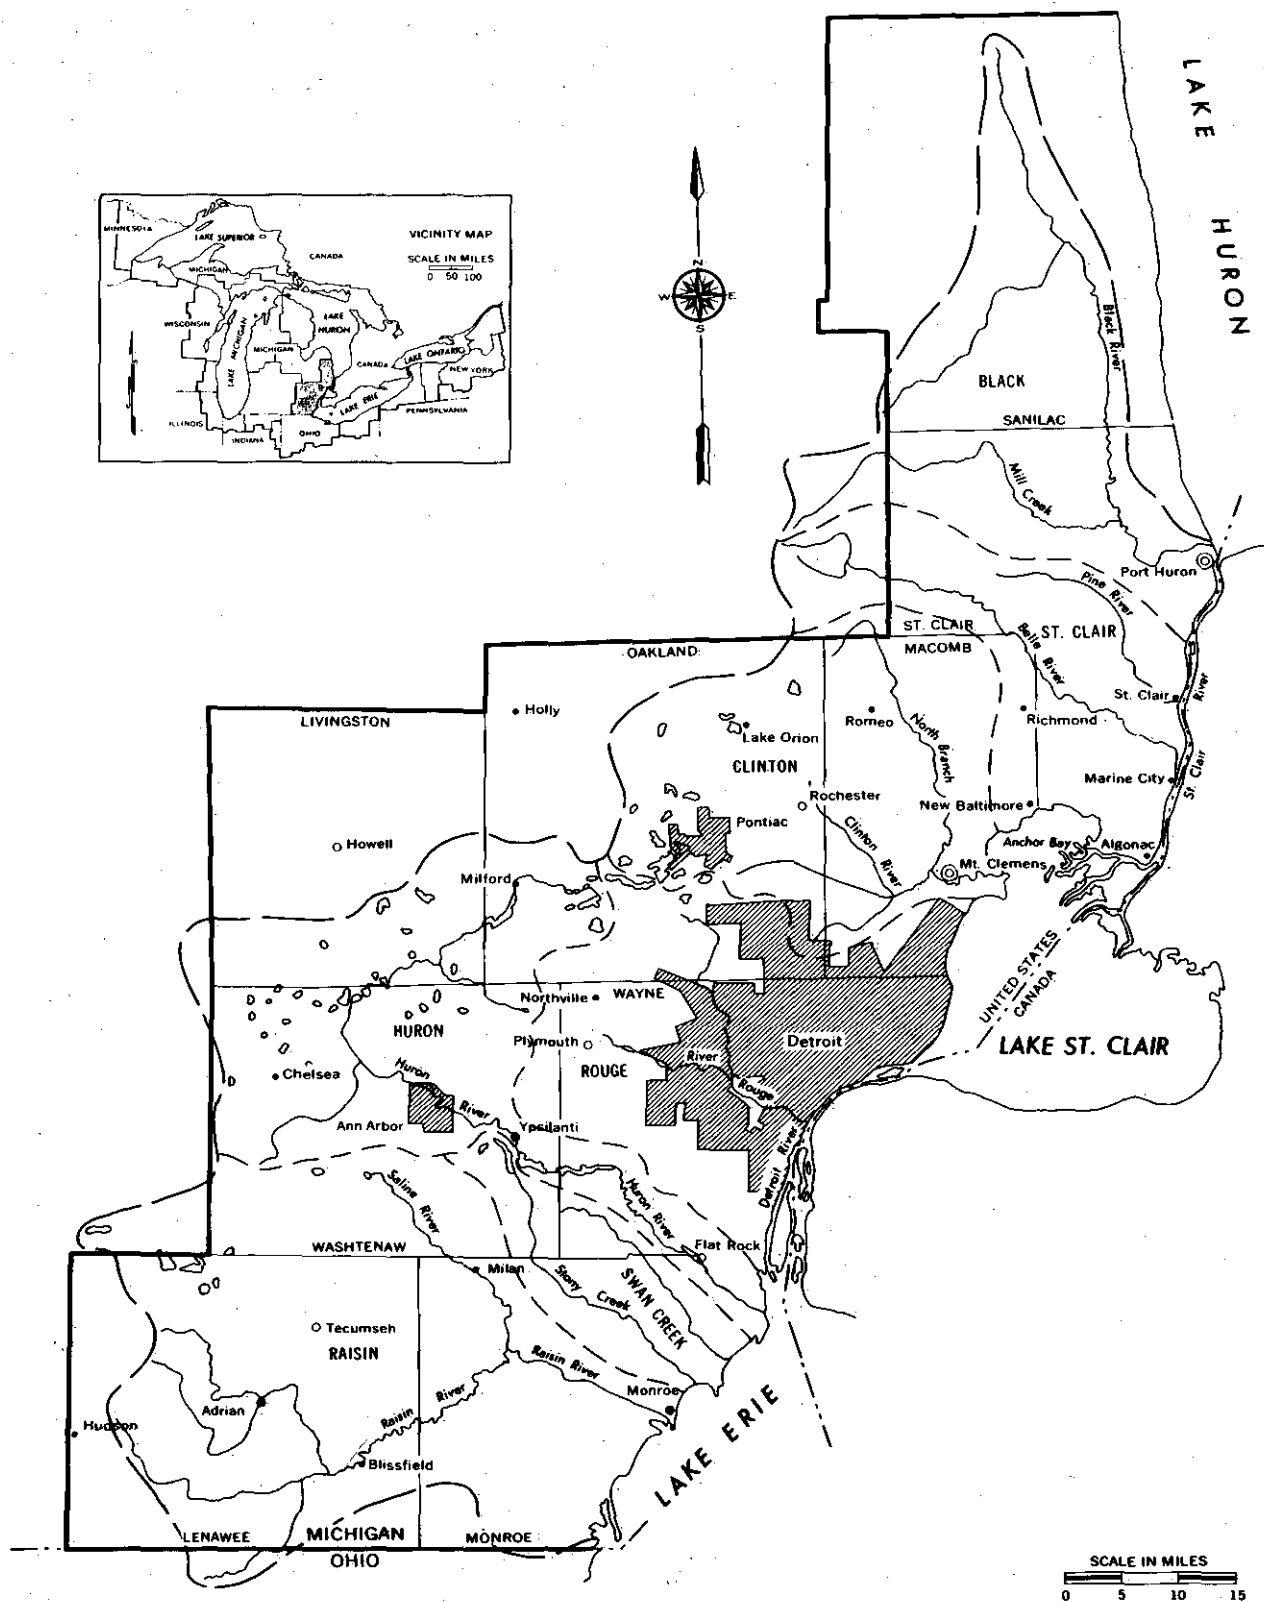 LAKE HURON
MINNESOTA
LAKE SUPERIOR
VICINITY MAP
CANADA
SCALE IN MILES
0 50 100
MICHIGAN
WISCONSIN
LAKE MICHIGAN
LAKE HURON
MICHIGAN
CANADA
LAKE ONTARIO
NEW YORK
LAKE ERIE
PENNSYLVANIA
ILLINOIS
INDIANA
OHIO
N
W
E
S
Black River
BLACK
SANILAC
Mill Creek
Port Huron
Pine River
ST. CLAIR
ST. CLAIR
MACOMB
OAKLAND
Belle River
St. Clair
St. Clair River
LIVINGSTON
Holly
Lake Orion
Romeo
North Branch
Richmond
CLINTON
Marine City
Rochester
New Baltimore
Pontiac
Clinton River
Anchor Bay
Algonac
Howell
Mt. Clemens
Milford
UNITED STATES
CANADA
Northville
WAYNE
HURON
Plymouth
ROUGE
River Rouge
Detroit
LAKE ST. CLAIR
Chelsea
Huron River
Ann Arbor
Ypsilanti
Detroit River
Saline River
Huron River
Flat Rock
WASHTENAW
Milan
Stony Creek
SWAN CREEK
Tecumseh
RAISIN
Raisin River
Monroe
Adrian
Raisin River
Hudson
Blissfield
LAKE ERIE
LENAWEE
MICHIGAN
MONROE
OHIO
SCALE IN MILES
0 5 10 15